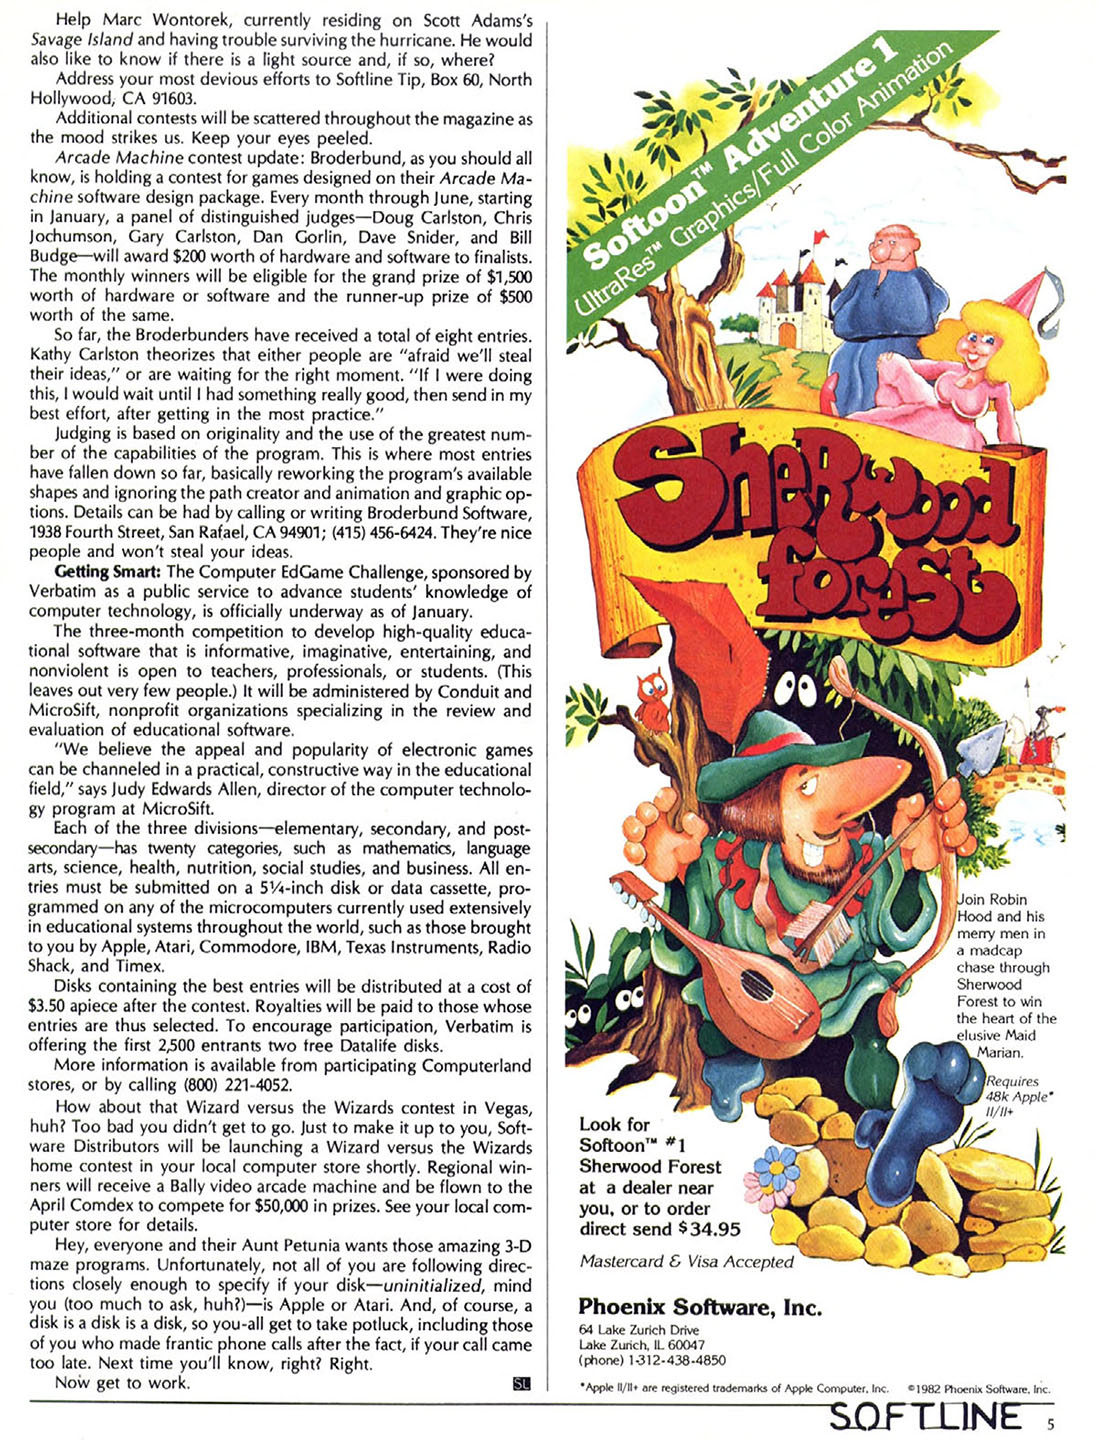 Help Marc Wontorek, currently residing on Scott Adams's
Savage Island and having trouble surviving the hurricane. He would
also like to know if there is a light source and, if so, where?
Address your most devious efforts to Softline Tip, Box 60, North
Hollywood, CA 91603.
Additional contests will be scattered throughout the magazine as
the mood strikes us. Keep your eyes peeled.
Arcade Machine contest update: Broderbund, as you should all
know, is holding a contest for games designed on their Arcade Ma-
chine software design package. Every month through June, starting
in January, a panel of distinguished judges—Doug Carlston, Chris
Jochumson, Gary Carlston, Dan Gorlin, Dave Snider, and Bill
Budge—will award $200 worth of hardware and software to finalists.
The monthly winners will be eligible for the grand prize of $1,500
worth of hardware or software and the runner-up prize of $500
worth of the same.
So far, the Broderbunders have received a total of eight entries.
Kathy Carlston theorizes that either people are "afraid we'll steal
their ideas," or are waiting for the right moment. "If I were doing
this, I would wait until I had something really good, then send in my
best effort, after getting in the most practice."
Judging is based on originality and the use of the greatest num-
ber of the capabilities of the program. This is where most entries
have fallen down so far, basically reworking the program's available
shapes and ignoring the path creator and animation and graphic op-
tions. Details can be had by calling or writing Broderbund Software,
1938 Fourth Street, San Rafael, CA 94901; (415) 456-6424. They're nice
people and won't steal your ideas.
Getting Smart: The Computer EdGame Challenge, sponsored by
Verbatim as a public service to advance students' knowledge of
computer technology, is officially underway as of January.
The three-month competition to develop high-quality educa-
tional software that is informative, imaginative, entertaining, and
nonviolent is open to teachers, professionals, or students. (This
leaves out very few people.) It will be administered by Conduit and
MicroSift, nonprofit organizations specializing in the review and
evaluation of educational software.
"We believe the appeal and popularity of electronic games
can be channeled in a practical, constructive way in the educational
field," says Judy Edwards Allen, director of the computer technolo-
gy program at MicroSift.
Each of the three divisions—elementary, secondary, and post-
secondary—has twenty categories, such as mathematics, language
arts, science, health, nutrition, social studies, and business. All en-
tries must be submitted on a 5¼-inch disk or data cassette, pro-
grammed on any of the microcomputers currently used extensively
in educational systems throughout the world, such as those brought
to you by Apple, Atari, Commodore, IBM, Texas Instruments, Radio
Shack, and Timex.
Disks containing the best entries will be distributed at a cost of
$3.50 apiece after the contest. Royalties will be paid to those whose
entries are thus selected. To encourage participation, Verbatim is
offering the first 2,500 entrants two free Datalife disks.
More information is available from participating Computerland
stores, or by calling (800) 221-4052.
How about that Wizard versus the Wizards contest in Vegas,
huh? Too bad you didn't get to go. Just to make it up to you, Soft-
ware Distributors will be launching a Wizard versus the Wizards
home contest in your local computer store shortly. Regional win-
ners will receive a Bally video arcade machine and be flown to the
April Comdex to compete for $50,000 in prizes. See your local com-
puter store for details.
Hey, everyone and their Aunt Petunia wants those amazing 3-D
maze programs. Unfortunately, not all of you are following direc-
tions closely enough to specify if your disk—uninitialized, mind
you (too much to ask, huh?)—is Apple or Atari. And, of course, a
disk is a disk is a disk, so you-all get to take potluck, including those
of you who made frantic phone calls after the fact, if your call came
too late. Next time you'll know, right? Right.
Now get to work.
SL
Softoon™ Adventure 1
UltraRes™ Graphics/Full Color Animation
Sherwood
forest
Join Robin
Hood and his
merry men in
a madcap
chase through
Sherwood
Forest to win
the heart of the
elusive Maid
Marian.
Requires
48k Apple*
II/II+
Look for
Softoon™ #1
Sherwood Forest
at a dealer near
you, or to order
direct send $34.95
Mastercard & Visa Accepted
Phoenix Software, Inc.
64 Lake Zurich Drive
Lake Zurich, IL 60047
(phone) 1-312-438-4850
*Apple II/II+ are registered trademarks of Apple Computer, Inc. ©1982 Phoenix Software, Inc.
SOFTLINE 5